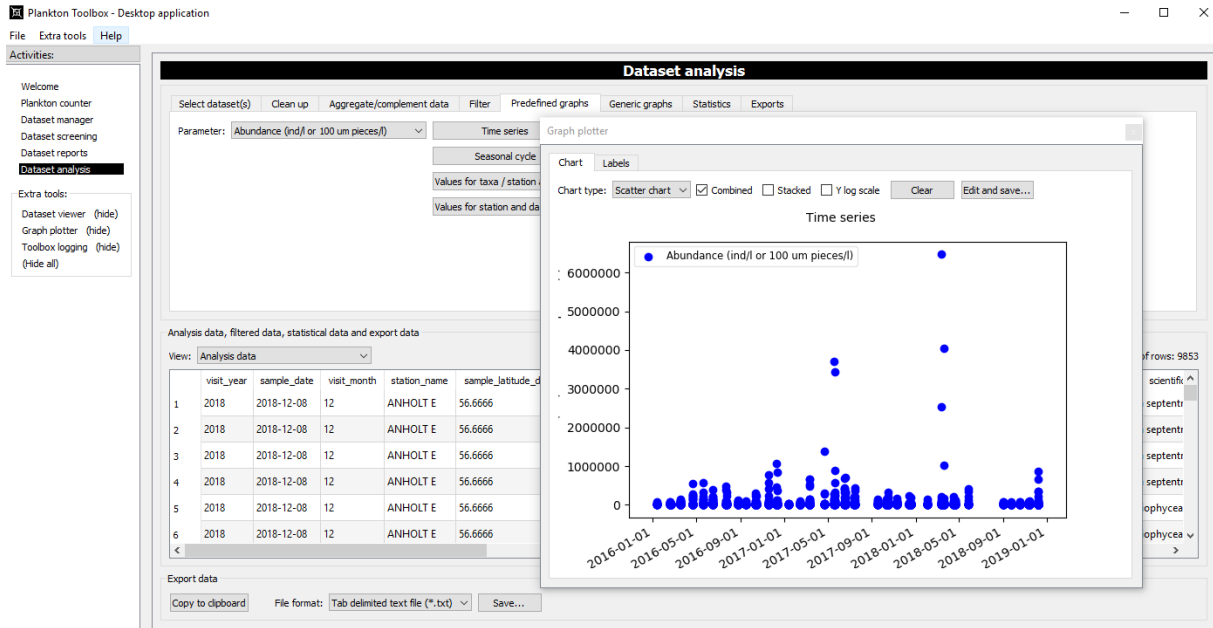 Plankton Toolbox - Desktop application
File Extra tools Help
Activities:
Welcome
Plankton counter
Dataset manager
Dataset screening
Dataset reports
Dataset analysis
Extra tools:
Dataset viewer (hide)
Graph plotter (hide)
Toolbox logging (hide)
(Hide all)
Dataset analysis
Select dataset(s) Clean up Aggregate/complement data Filter Predefined graphs Generic graphs Statistics Exports
Parameter: Abundance (ind/l or 100 um pieces/l) Time series
Seasonal cycle
Values for taxa / station
Values for station and da
Graph plotter
Chart Labels
Chart type: Scatter chart Combined Stacked Y log scale Clear Edit and save...
Time series
Abundance (ind/l or 100 um pieces/l)
6000000
5000000
4000000
3000000
2000000
1000000
0
2016-01-01 2016-05-01 2016-09-01 2017-01-01 2017-05-01 2017-09-01 2018-01-01 2018-05-01 2018-09-01 2019-01-01
Analysis data, filtered data, statistical data and export data
View: Analysis data of rows: 9853
visit_year sample_date visit_month station_name sample_latitude_d scientific
1 2018 2018-12-08 12 ANHOLT E 56.6666 septentr
2 2018 2018-12-08 12 ANHOLT E 56.6666 septentr
3 2018 2018-12-08 12 ANHOLT E 56.6666 septentr
4 2018 2018-12-08 12 ANHOLT E 56.6666 septentr
5 2018 2018-12-08 12 ANHOLT E 56.6666 ophycea
6 2018 2018-12-08 12 ANHOLT E 56.6666 ophycea
Export data
Copy to clipboard File format: Tab delimited text file (*.txt) Save...